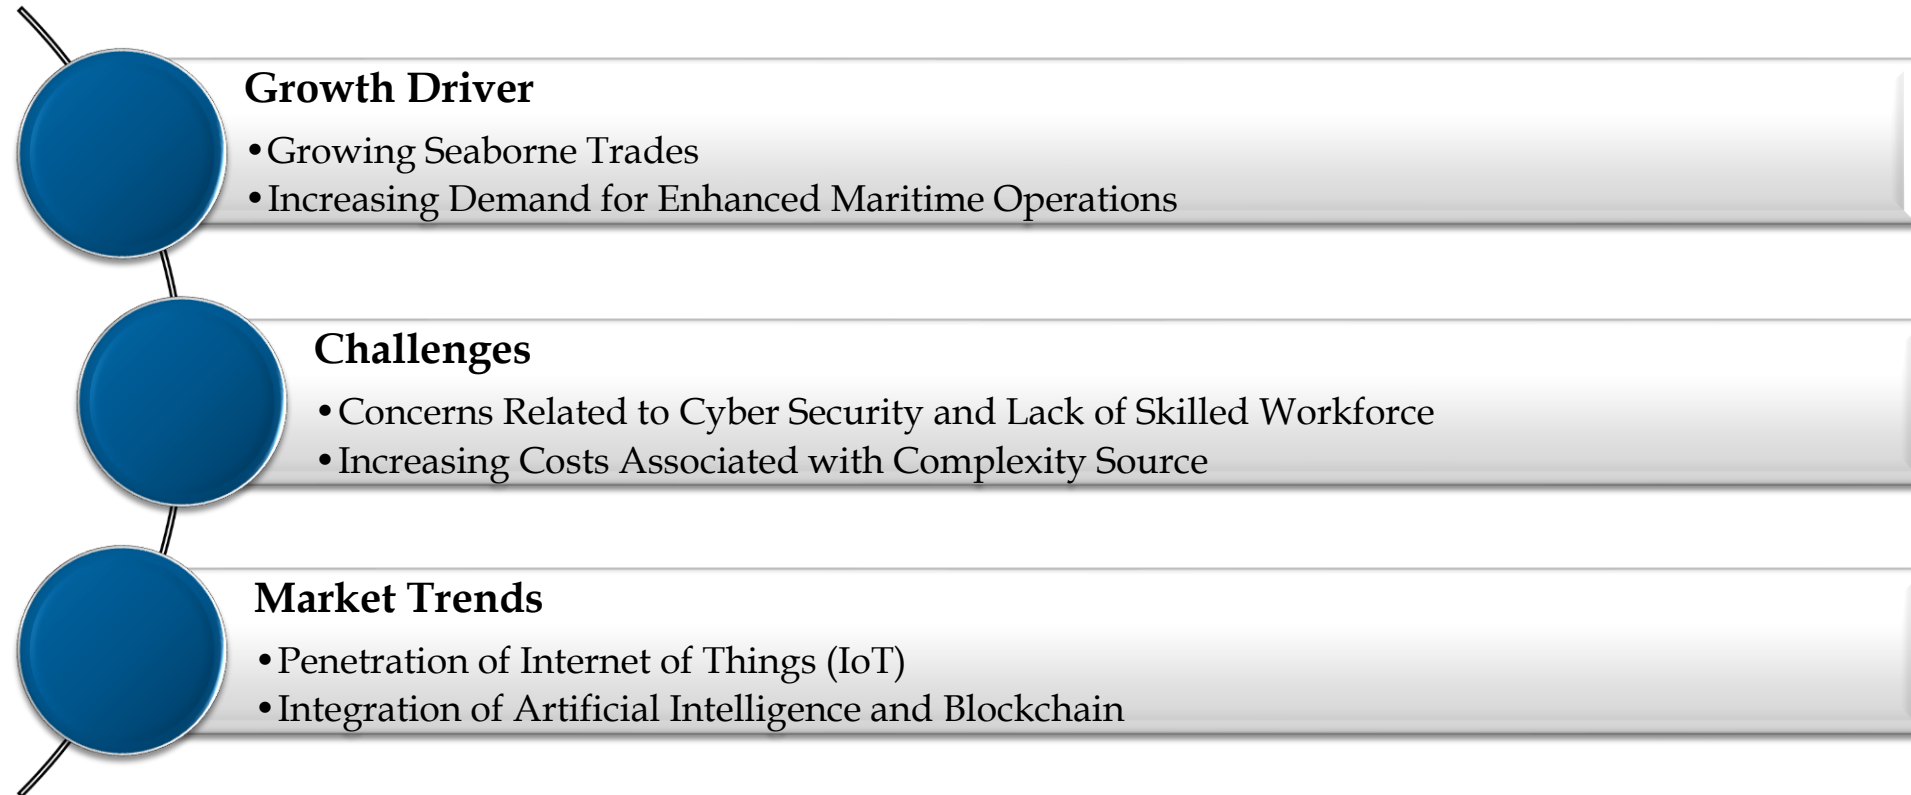 Growth Driver
•Growing Seaborne Trades
•Increasing Demand for Enhanced Maritime Operations
Challenges
•Concerns Related to Cyber Security and Lack of Skilled Workforce
•Increasing Costs Associated with Complexity Source
Market Trends
•Penetration of Internet of Things (IoT)
•Integration of Artificial Intelligence and Blockchain